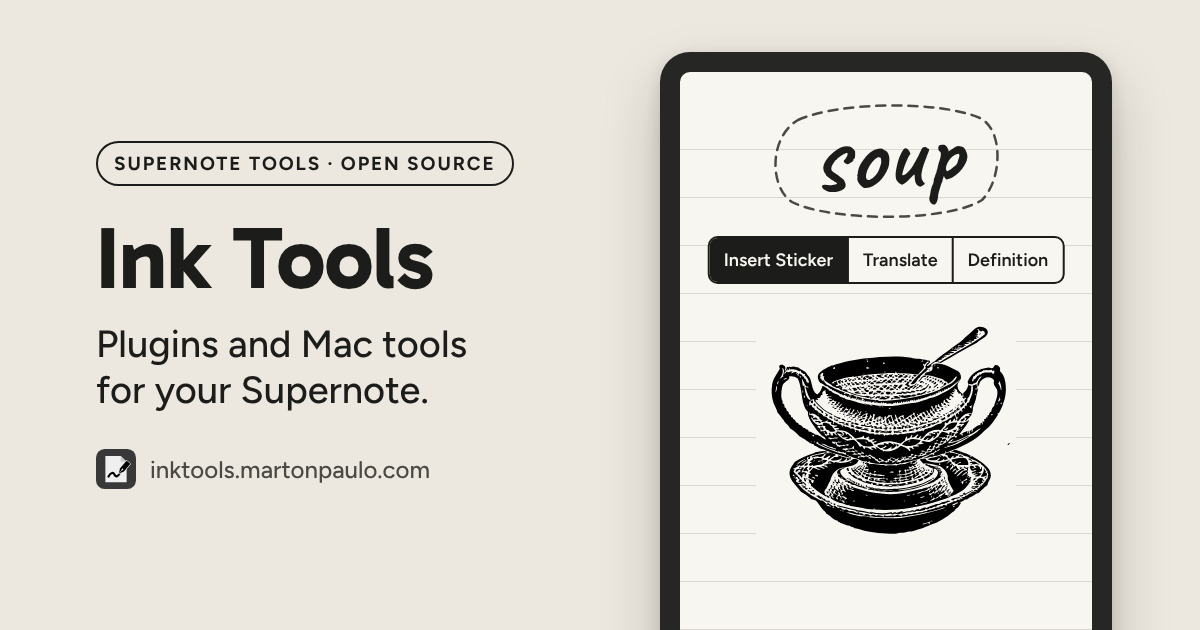 SUPERNOTE TOOLS · OPEN SOURCE
Ink Tools
Plugins and Mac tools
for your Supernote.
inktools.martonpaulo.com
soup
Insert Sticker
Translate
Definition